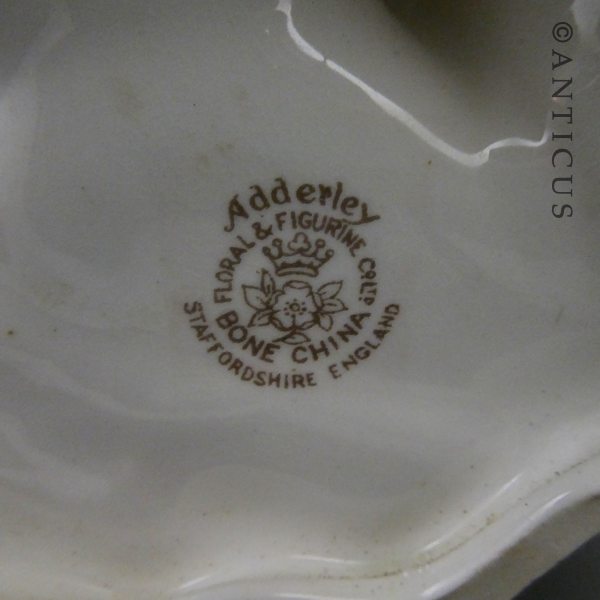 Adderley
FLORAL & FIGURINE CO. LTD
BONE CHINA
STAFFORDSHIRE ENGLAND
© ANTICUS